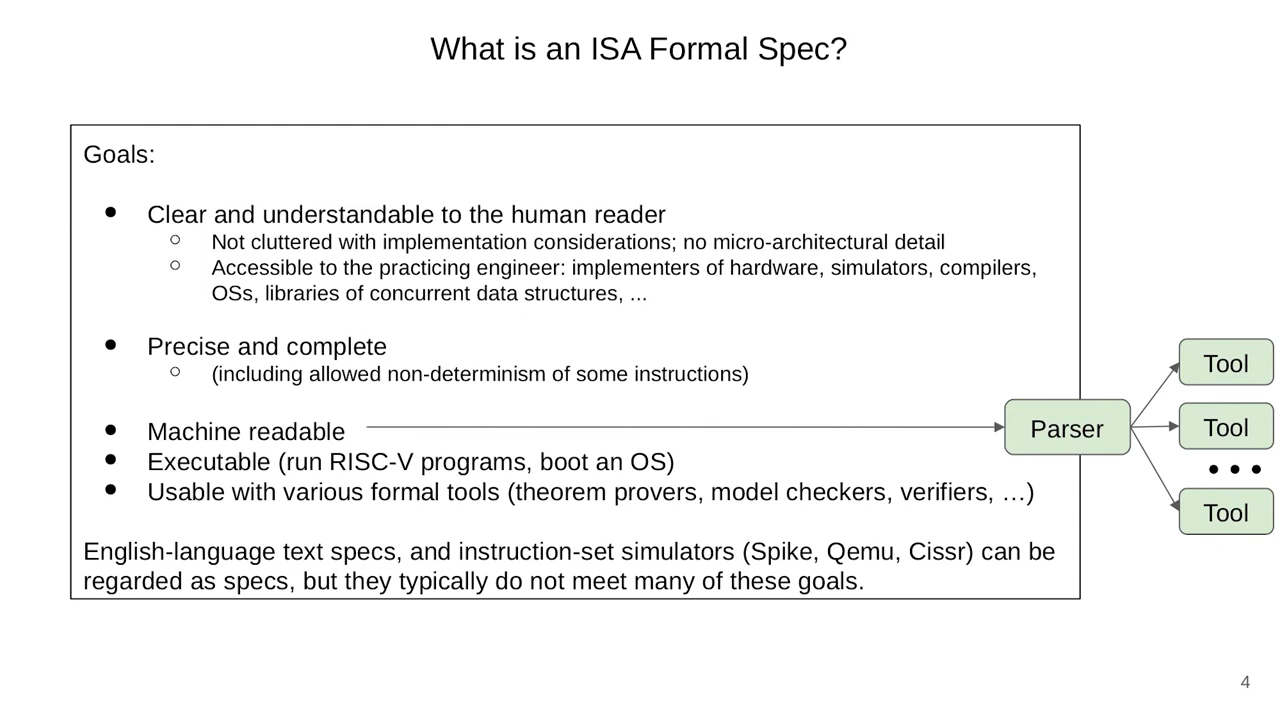 What is an ISA Formal Spec?
Goals:
● Clear and understandable to the human reader
○ Not cluttered with implementation considerations; no micro-architectural detail
○ Accessible to the practicing engineer: implementers of hardware, simulators, compilers,
OSs, libraries of concurrent data structures, ...
● Precise and complete
○ (including allowed non-determinism of some instructions)
● Machine readable
● Executable (run RISC-V programs, boot an OS)
● Usable with various formal tools (theorem provers, model checkers, verifiers, …)
English-language text specs, and instruction-set simulators (Spike, Qemu, Cissr) can be
regarded as specs, but they typically do not meet many of these goals.
Parser
Tool
Tool
● ● ●
Tool
4